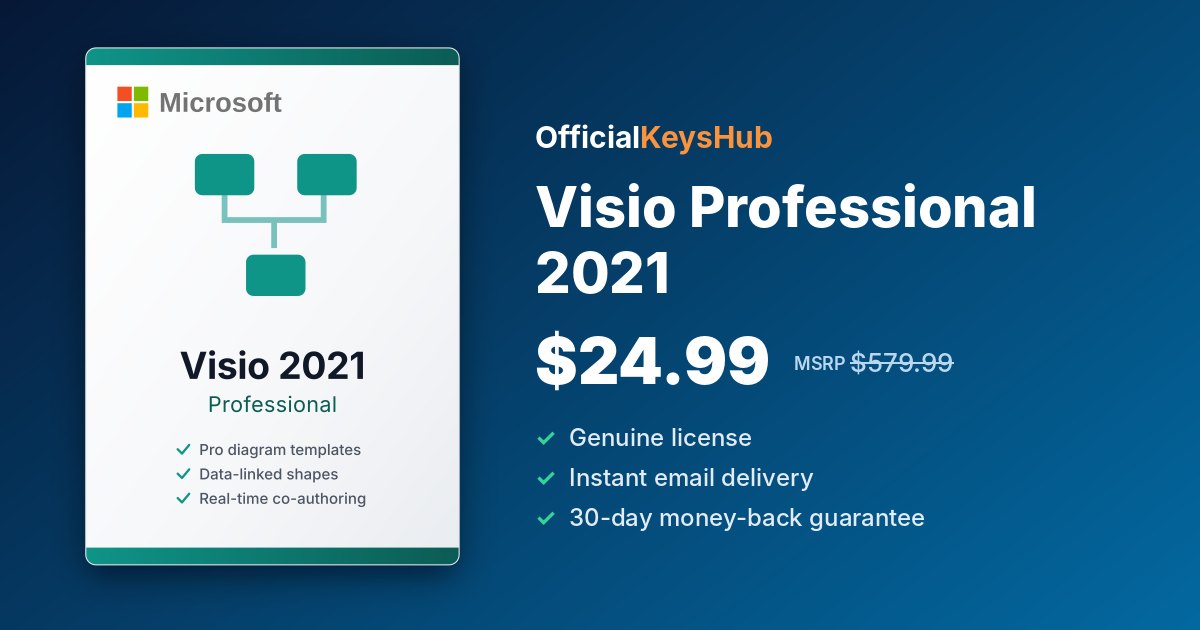 Microsoft
Visio 2021
Professional
Pro diagram templates
Data-linked shapes
Real-time co-authoring
OfficialKeysHub
Visio Professional
2021
$24.99 MSRP $579.99
Genuine license
Instant email delivery
30-day money-back guarantee